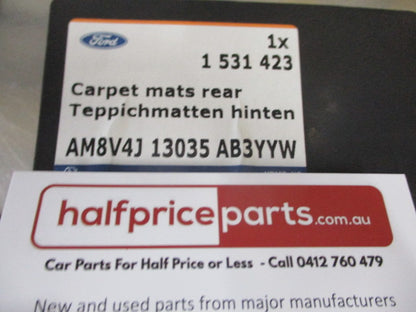 Ford
1x
1 531 423
Carpet mats rear
Teppichmatten hinten
AM8V4J 13035 AB3YYW
halfpriceparts.com.au
Car Parts For Half Price or Less - Call 0412 760 479
New and used parts from major manufacturers